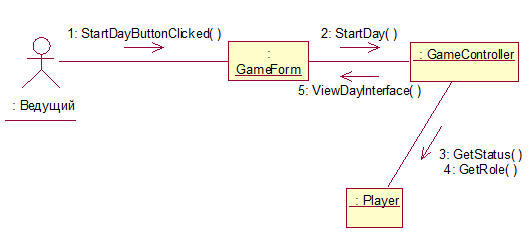 1: StartDayButtonClicked( )
2: StartDay( )
:
GameForm
: GameController
5: ViewDayInterface( )
: Ведущий
3: GetStatus( )
4: GetRole( )
: Player